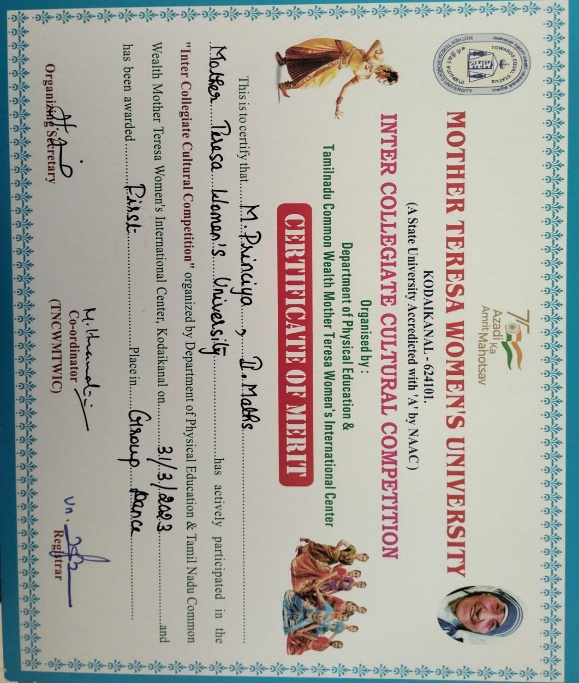 75
Azadi Ka
Amrit Mahotsav
MOTHER TERESA WOMEN'S UNIVERSITY
KODAIKANAL - 624101.
(A State University Accredited with 'A' by NAAC)
INTER COLLEGIATE CULTURAL COMPETITION
Organised by :
Department of Physical Education &
Tamilnadu Common Wealth Mother Teresa Women's International Center
CERTIFICATE OF MERIT
This is to certify that M. Princiya , II. Maths.
Mother Teresa Women's University has actively participated in the
"Inter Collegiate Cultural Competition" organized by Department of Physical Education & Tamil Nadu Common
Wealth Mother Teresa Women's International Center, Kodaikanal on 31/3/2023 and
has been awarded First Place in Group Dance
Organizing Secretary
Co-ordinator
(TNCWMTWIC)
Registrar